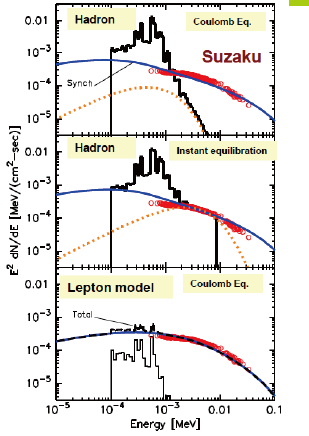 Hadron
Coulomb Eq.
Suzaku
Synch
0.01
10⁻³
10⁻⁴
10⁻⁵
Hadron
Instant equilibration
0.01
10⁻³
10⁻⁴
10⁻⁵
E² dN/dE [MeV/(cm²−sec)]
Lepton model
Coulomb Eq.
Total
0.01
10⁻³
10⁻⁴
10⁻⁵
10⁻⁵ 10⁻⁴ 10⁻³ 0.01 0.1
Energy [MeV]